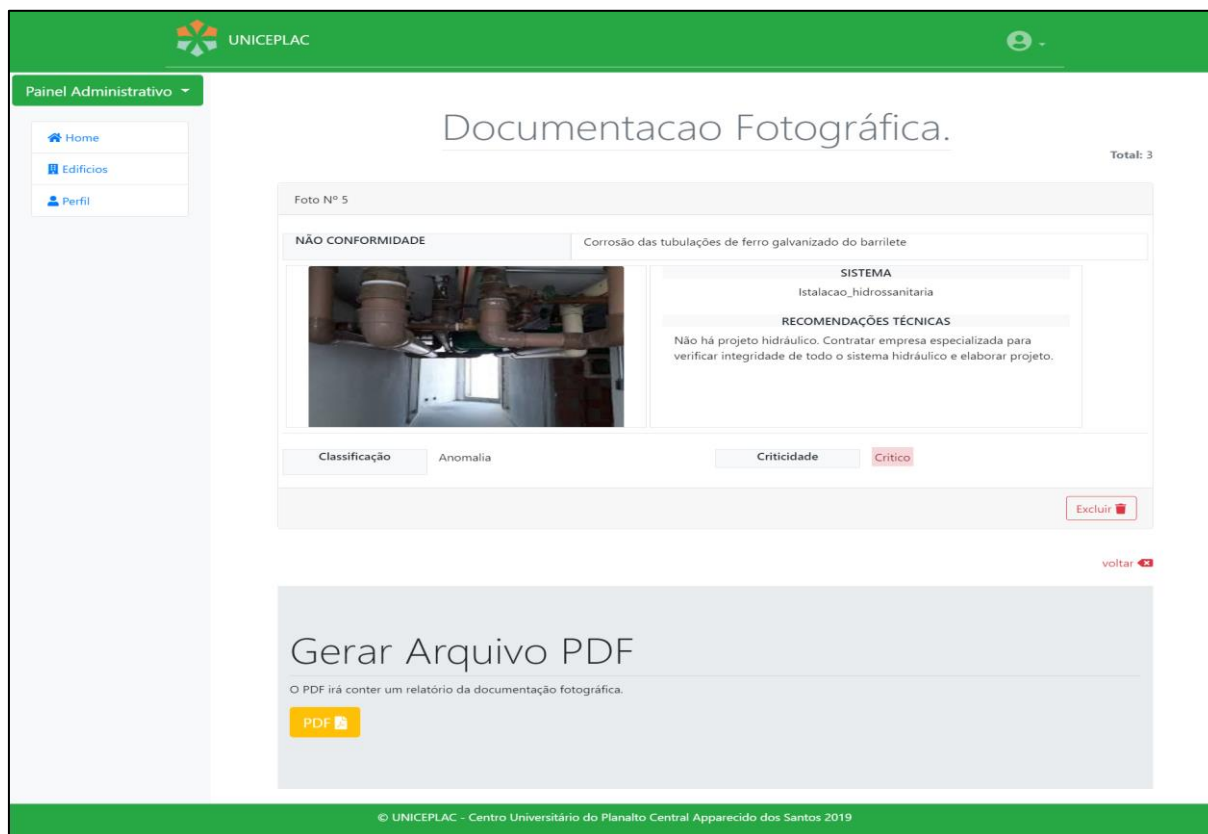 UNICEPLAC
Painel Administrativo
Home
Edificios
Perfil
Documentacao Fotográfica.
Total: 3
Foto Nº 5
NÃO CONFORMIDADE
Corrosão das tubulações de ferro galvanizado do barrilete
SISTEMA
Istalacao_hidrossanitaria
RECOMENDAÇÕES TÉCNICAS
Não há projeto hidráulico. Contratar empresa especializada para
verificar integridade de todo o sistema hidráulico e elaborar projeto.
Classificação
Anomalia
Criticidade
Critico
Excluir
voltar
Gerar Arquivo PDF
O PDF irá conter um relatório da documentação fotográfica.
PDF
© UNICEPLAC - Centro Universitário do Planalto Central Apparecido dos Santos 2019